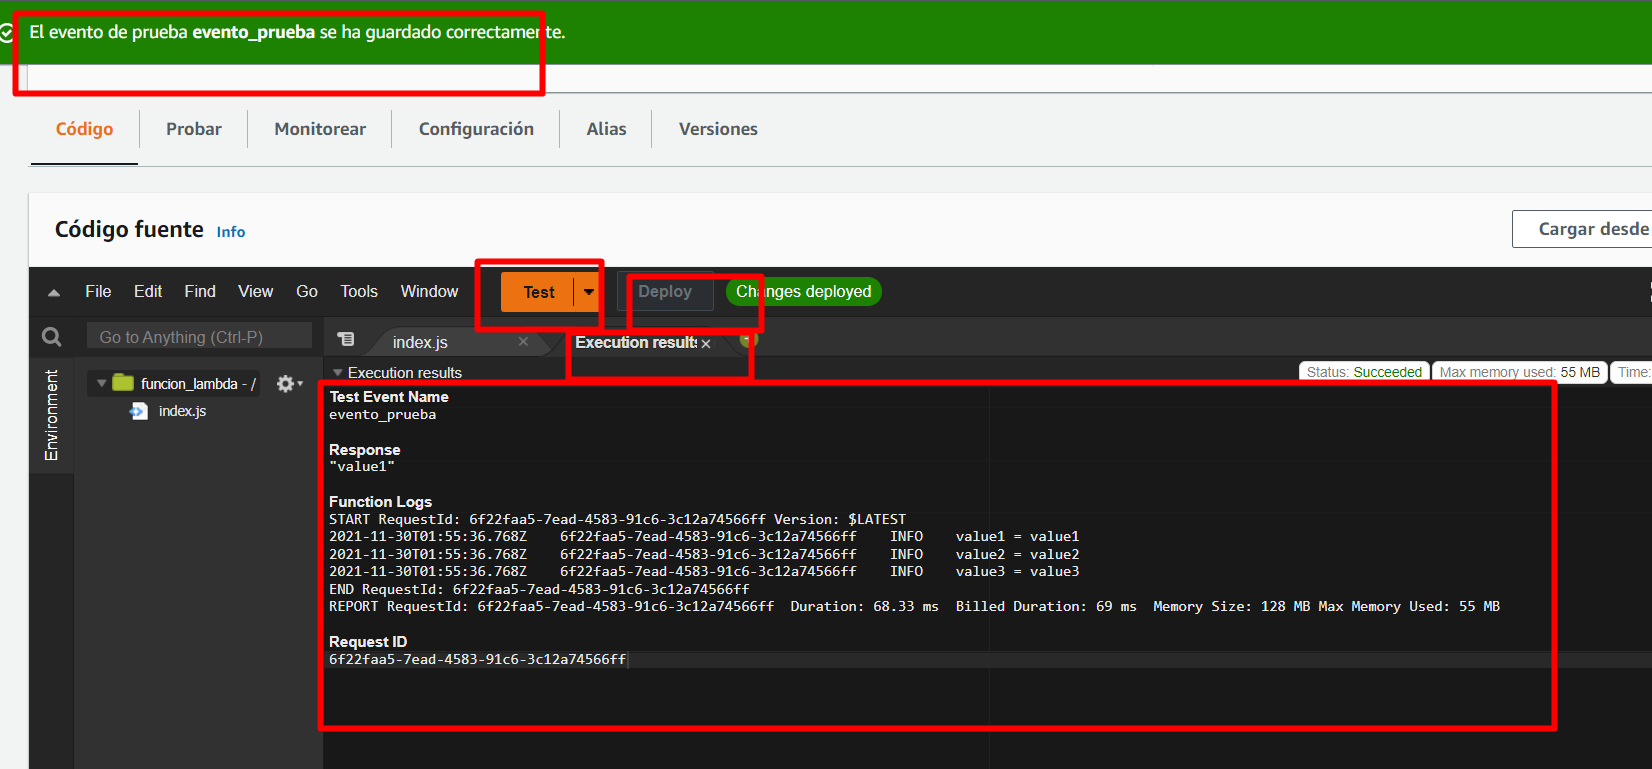 El evento de prueba evento_prueba se ha guardado correctamente.
Código Probar Monitorear Configuración Alias Versiones
Código fuente Info
Cargar desde
File Edit Find View Go Tools Window Test Deploy Changes deployed
Go to Anything (Ctrl-P)
index.js
Execution results
Environment
funcion_lambda - /
index.js
Execution results
Status: Succeeded Max memory used: 55 MB Time:
Test Event Name
evento_prueba
Response
"value1"
Function Logs
START RequestId: 6f22faa5-7ead-4583-91c6-3c12a74566ff Version: $LATEST
2021-11-30T01:55:36.768Z 6f22faa5-7ead-4583-91c6-3c12a74566ff INFO value1 = value1
2021-11-30T01:55:36.768Z 6f22faa5-7ead-4583-91c6-3c12a74566ff INFO value2 = value2
2021-11-30T01:55:36.768Z 6f22faa5-7ead-4583-91c6-3c12a74566ff INFO value3 = value3
END RequestId: 6f22faa5-7ead-4583-91c6-3c12a74566ff
REPORT RequestId: 6f22faa5-7ead-4583-91c6-3c12a74566ff Duration: 68.33 ms Billed Duration: 69 ms Memory Size: 128 MB Max Memory Used: 55 MB
Request ID
6f22faa5-7ead-4583-91c6-3c12a74566ff